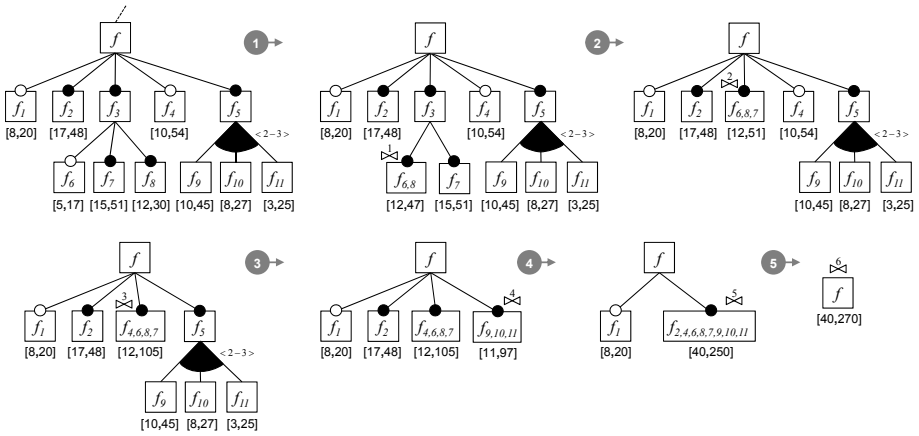 f 1 f 2 f
f1 f2 f3 f4 f5 f1 f2 f3 f4 f5 f1 f2 2 f6,8,7 f4 f5
[8,20] [17,48] [10,54] <2-3> [8,20] [17,48] [10,54] <2-3> [8,20] [17,48] [12,51] [10,54] <2-3>
f6 f7 f8 f9 f10 f11 1 f6,8 f7 f9 f10 f11 f9 f10 f11
[5,17] [15,51] [12,30] [10,45] [8,27] [3,25] [12,47] [15,51] [10,45] [8,27] [3,25] [10,45] [8,27] [3,25]
f 3 f 4 f 5 6 f
[40,270]
f1 f2 3 f4,6,8,7 f5 f1 f2 f4,6,8,7 4 f9,10,11 f1 5 f2,4,6,8,7,9,10,11
[8,20] [17,48] [12,105] <2-3> [8,20] [17,48] [12,105] [11,97] [8,20] [40,250]
f9 f10 f11
[10,45] [8,27] [3,25]